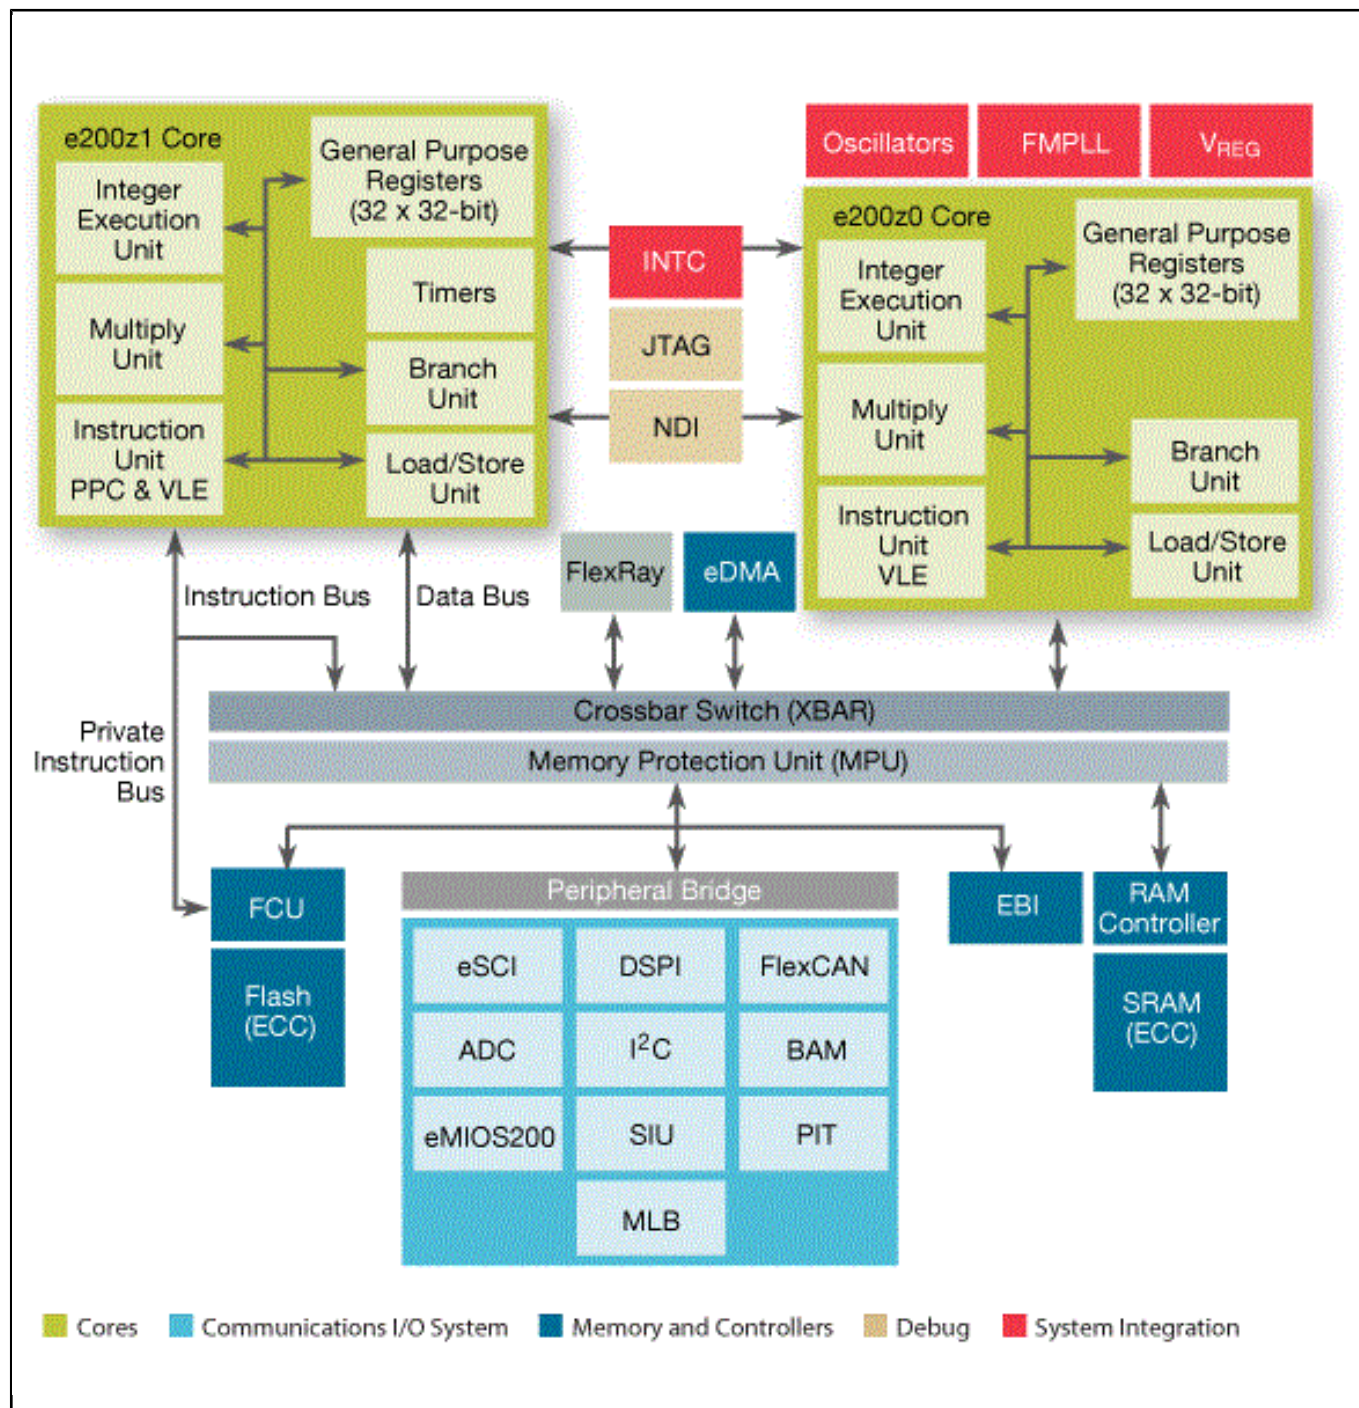 e200z1 Core
Integer
Execution
Unit
Multiply
Unit
Instruction
Unit
PPC & VLE
General Purpose
Registers
(32 x 32-bit)
Timers
Branch
Unit
Load/Store
Unit
INTC
JTAG
NDI
Oscillators
FMPLL
VREG
e200z0 Core
Integer
Execution
Unit
Multiply
Unit
Instruction
Unit
VLE
General Purpose
Registers
(32 x 32-bit)
Branch
Unit
Load/Store
Unit
Instruction Bus
Data Bus
FlexRay
eDMA
Crossbar Switch (XBAR)
Memory Protection Unit (MPU)
Private
Instruction
Bus
FCU
Flash
(ECC)
Peripheral Bridge
eSCI
DSPI
FlexCAN
ADC
I²C
BAM
eMIOS200
SIU
PIT
MLB
EBI
RAM
Controller
SRAM
(ECC)
Cores
Communications I/O System
Memory and Controllers
Debug
System Integration